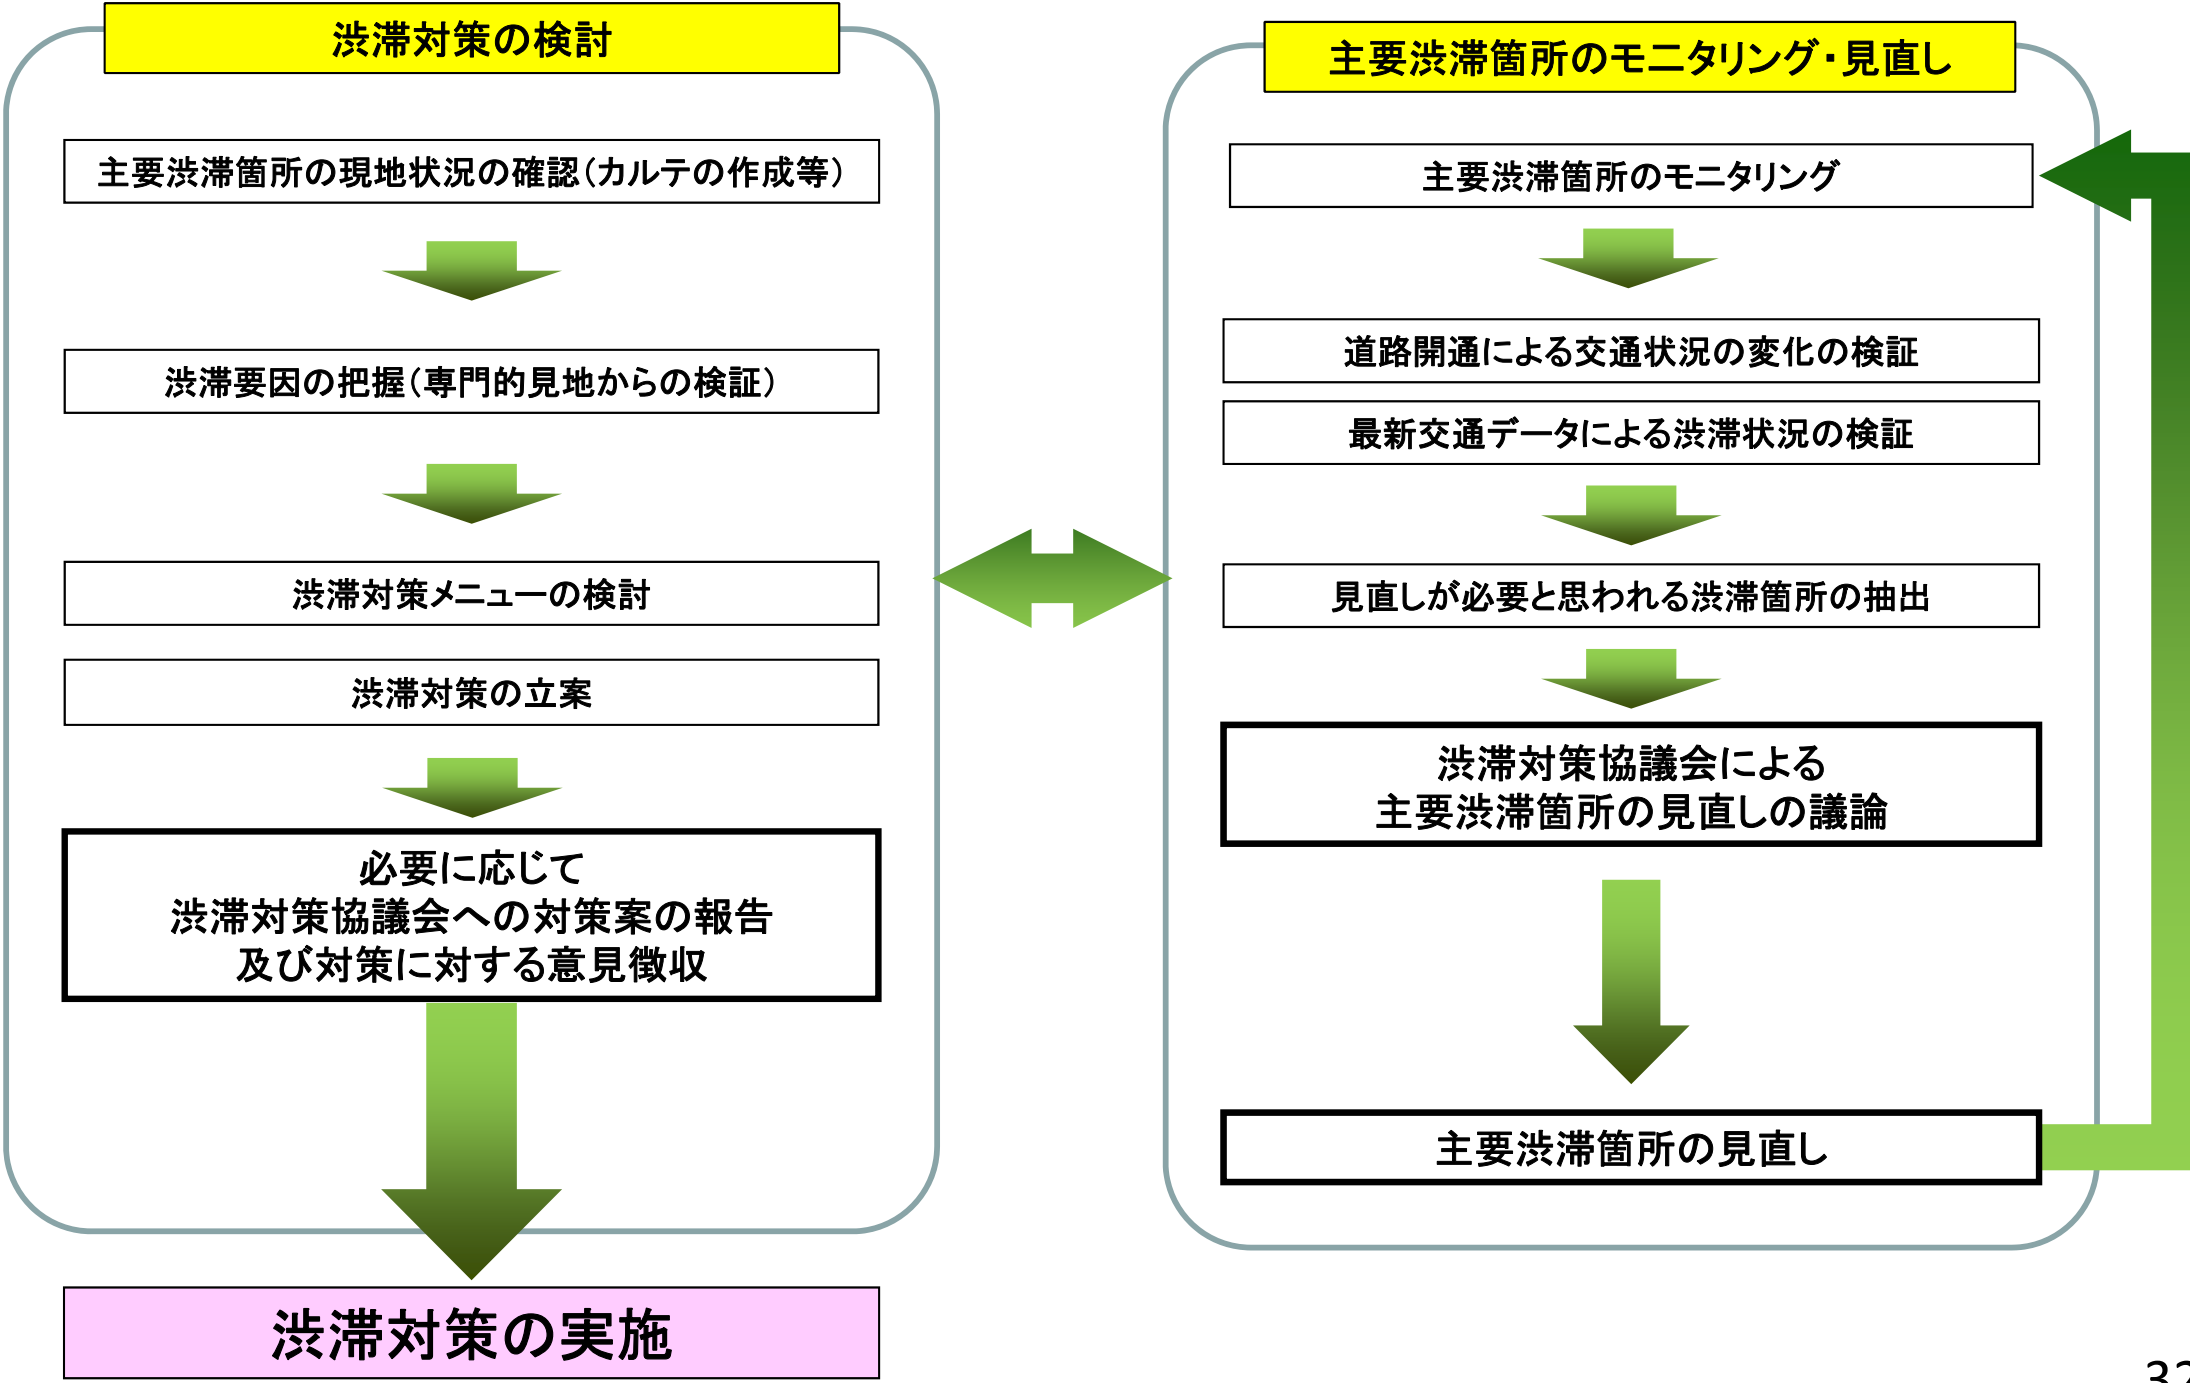 渋滞対策の検討
主要渋滞箇所の現地状況の確認(カルテの作成等)
渋滞要因の把握(専門的見地からの検証)
渋滞対策メニューの検討
渋滞対策の立案
必要に応じて
渋滞対策協議会への対策案の報告
及び対策に対する意見徴収
渋滞対策の実施
主要渋滞箇所のモニタリング・見直し
主要渋滞箇所のモニタリング
道路開通による交通状況の変化の検証
最新交通データによる渋滞状況の検証
見直しが必要と思われる渋滞箇所の抽出
渋滞対策協議会による
主要渋滞箇所の見直しの議論
主要渋滞箇所の見直し
32